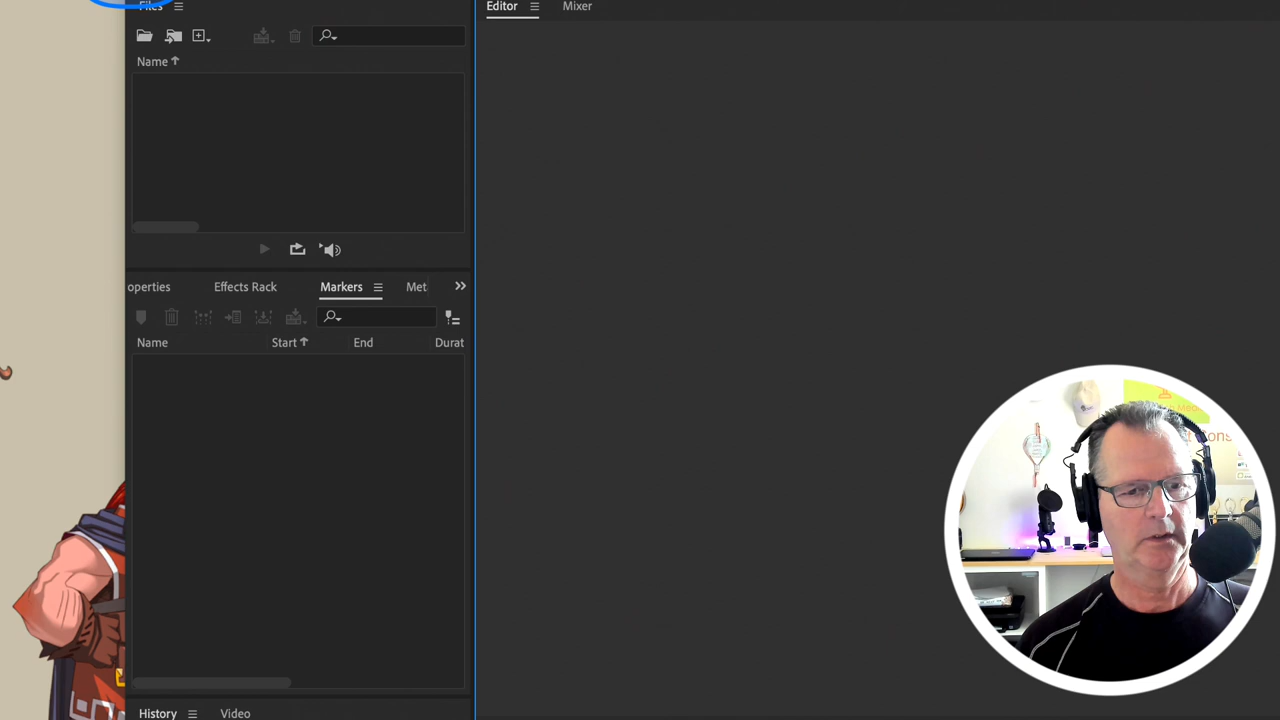 Files
Editor Mixer
Name
operties Effects Rack Markers Met
Name Start End Durat
History Video